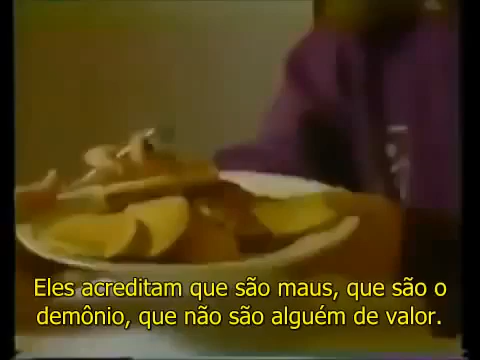 Eles acreditam que são maus, que são o
demônio, que não são alguém de valor.